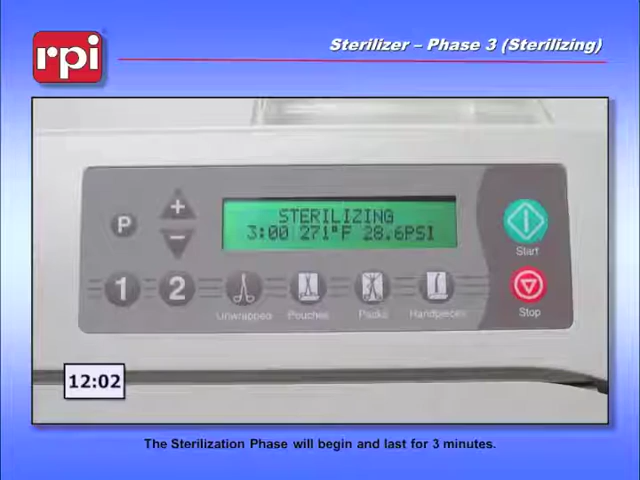 rpi
Sterilizer – Phase 3 (Sterilizing)
STERILIZING
3:00 271°F 28.6PSI
P
+
−
1
2
Unwrapped
Pouches
Packs
Handpieces
Start
Stop
12:02
The Sterilization Phase will begin and last for 3 minutes.